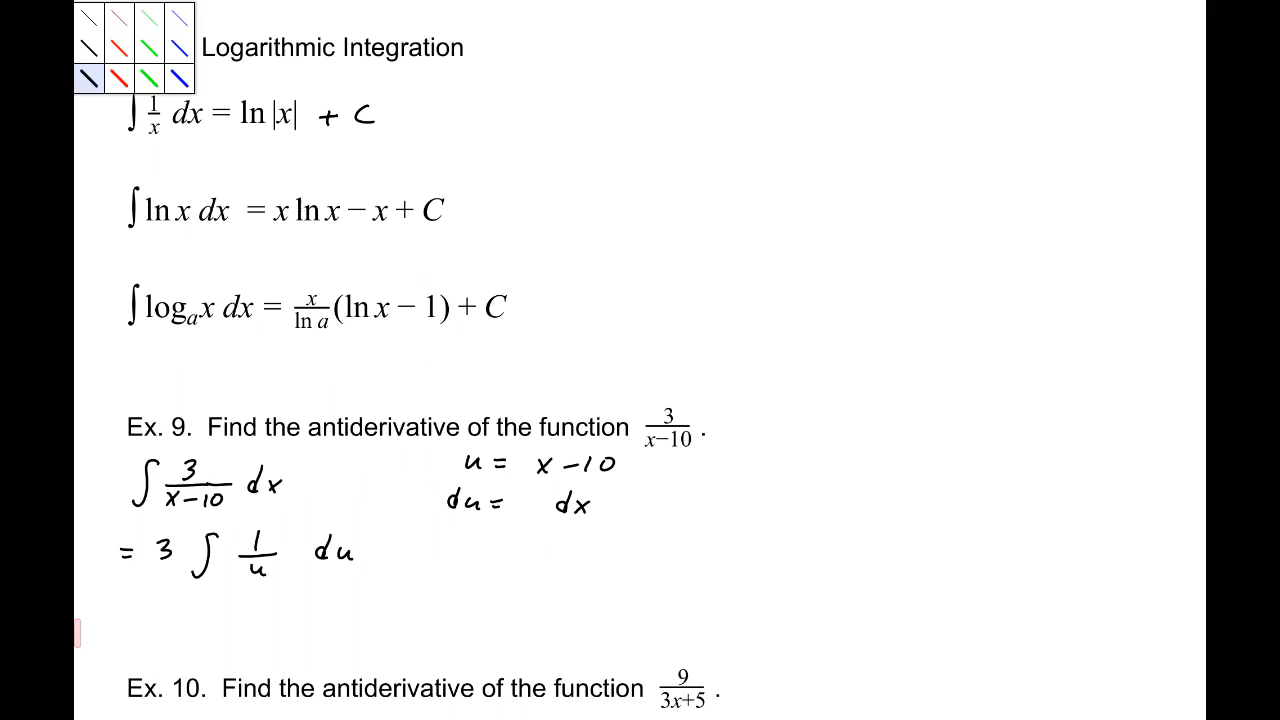 Logarithmic Integration
∫ 1/x dx = ln |x| + C
∫ ln x dx = x ln x − x + C
∫ logₐx dx = x/ln a (ln x − 1) + C
Ex. 9. Find the antiderivative of the function 3/x−10 .
∫ 3/x−10 dx
u = x −10
du = dx
= 3 ∫ 1/u du
Ex. 10. Find the antiderivative of the function 9/3x+5 .